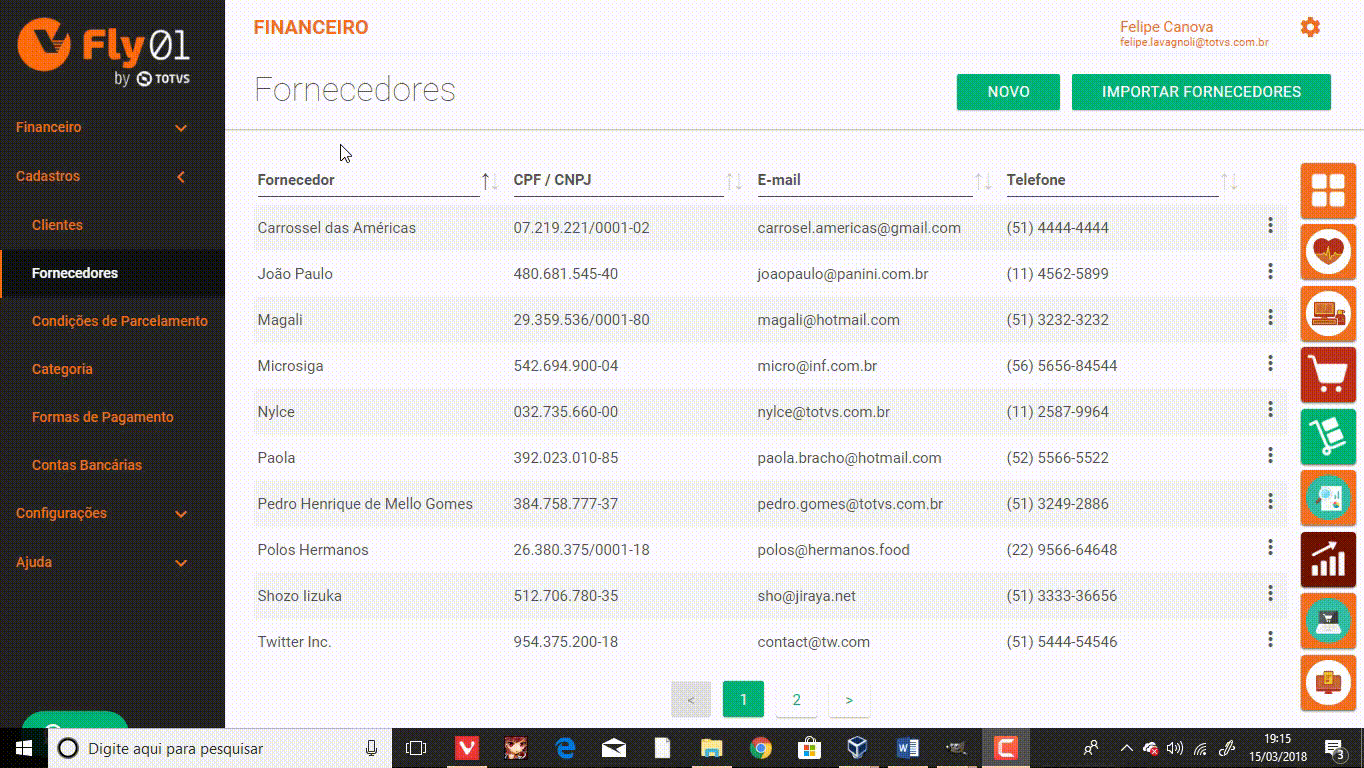 Fly01
by TOTVS
Financeiro
Cadastros
Clientes
Fornecedores
Condições de Parcelamento
Categoria
Formas de Pagamento
Contas Bancárias
Configurações
Ajuda
FINANCEIRO
Felipe Canova
felipe.lavagnoli@totvs.com.br
Fornecedores
NOVO
IMPORTAR FORNECEDORES
Fornecedor CPF / CNPJ E-mail Telefone
Carrossel das Américas 07.219.221/0001-02 carrosel.americas@gmail.com (51) 4444-4444
João Paulo 480.681.545-40 joaopaulo@panini.com.br (11) 4562-5899
Magali 29.359.536/0001-80 magali@hotmail.com (51) 3232-3232
Microsiga 542.694.900-04 micro@inf.com.br (56) 5656-84544
Nylce 032.735.660-00 nylce@totvs.com.br (11) 2587-9964
Paola 392.023.010-85 paola.bracho@hotmail.com (52) 5566-5522
Pedro Henrique de Mello Gomes 384.758.777-37 pedro.gomes@totvs.com.br (51) 3249-2886
Polos Hermanos 26.380.375/0001-18 polos@hermanos.food (22) 9566-64648
Shozo Iizuka 512.706.780-35 sho@jiraya.net (51) 3333-36656
Twitter Inc. 954.375.200-18 contact@tw.com (51) 5444-54546
< 1 2 >
Digite aqui para pesquisar
19:15
15/03/2018
3